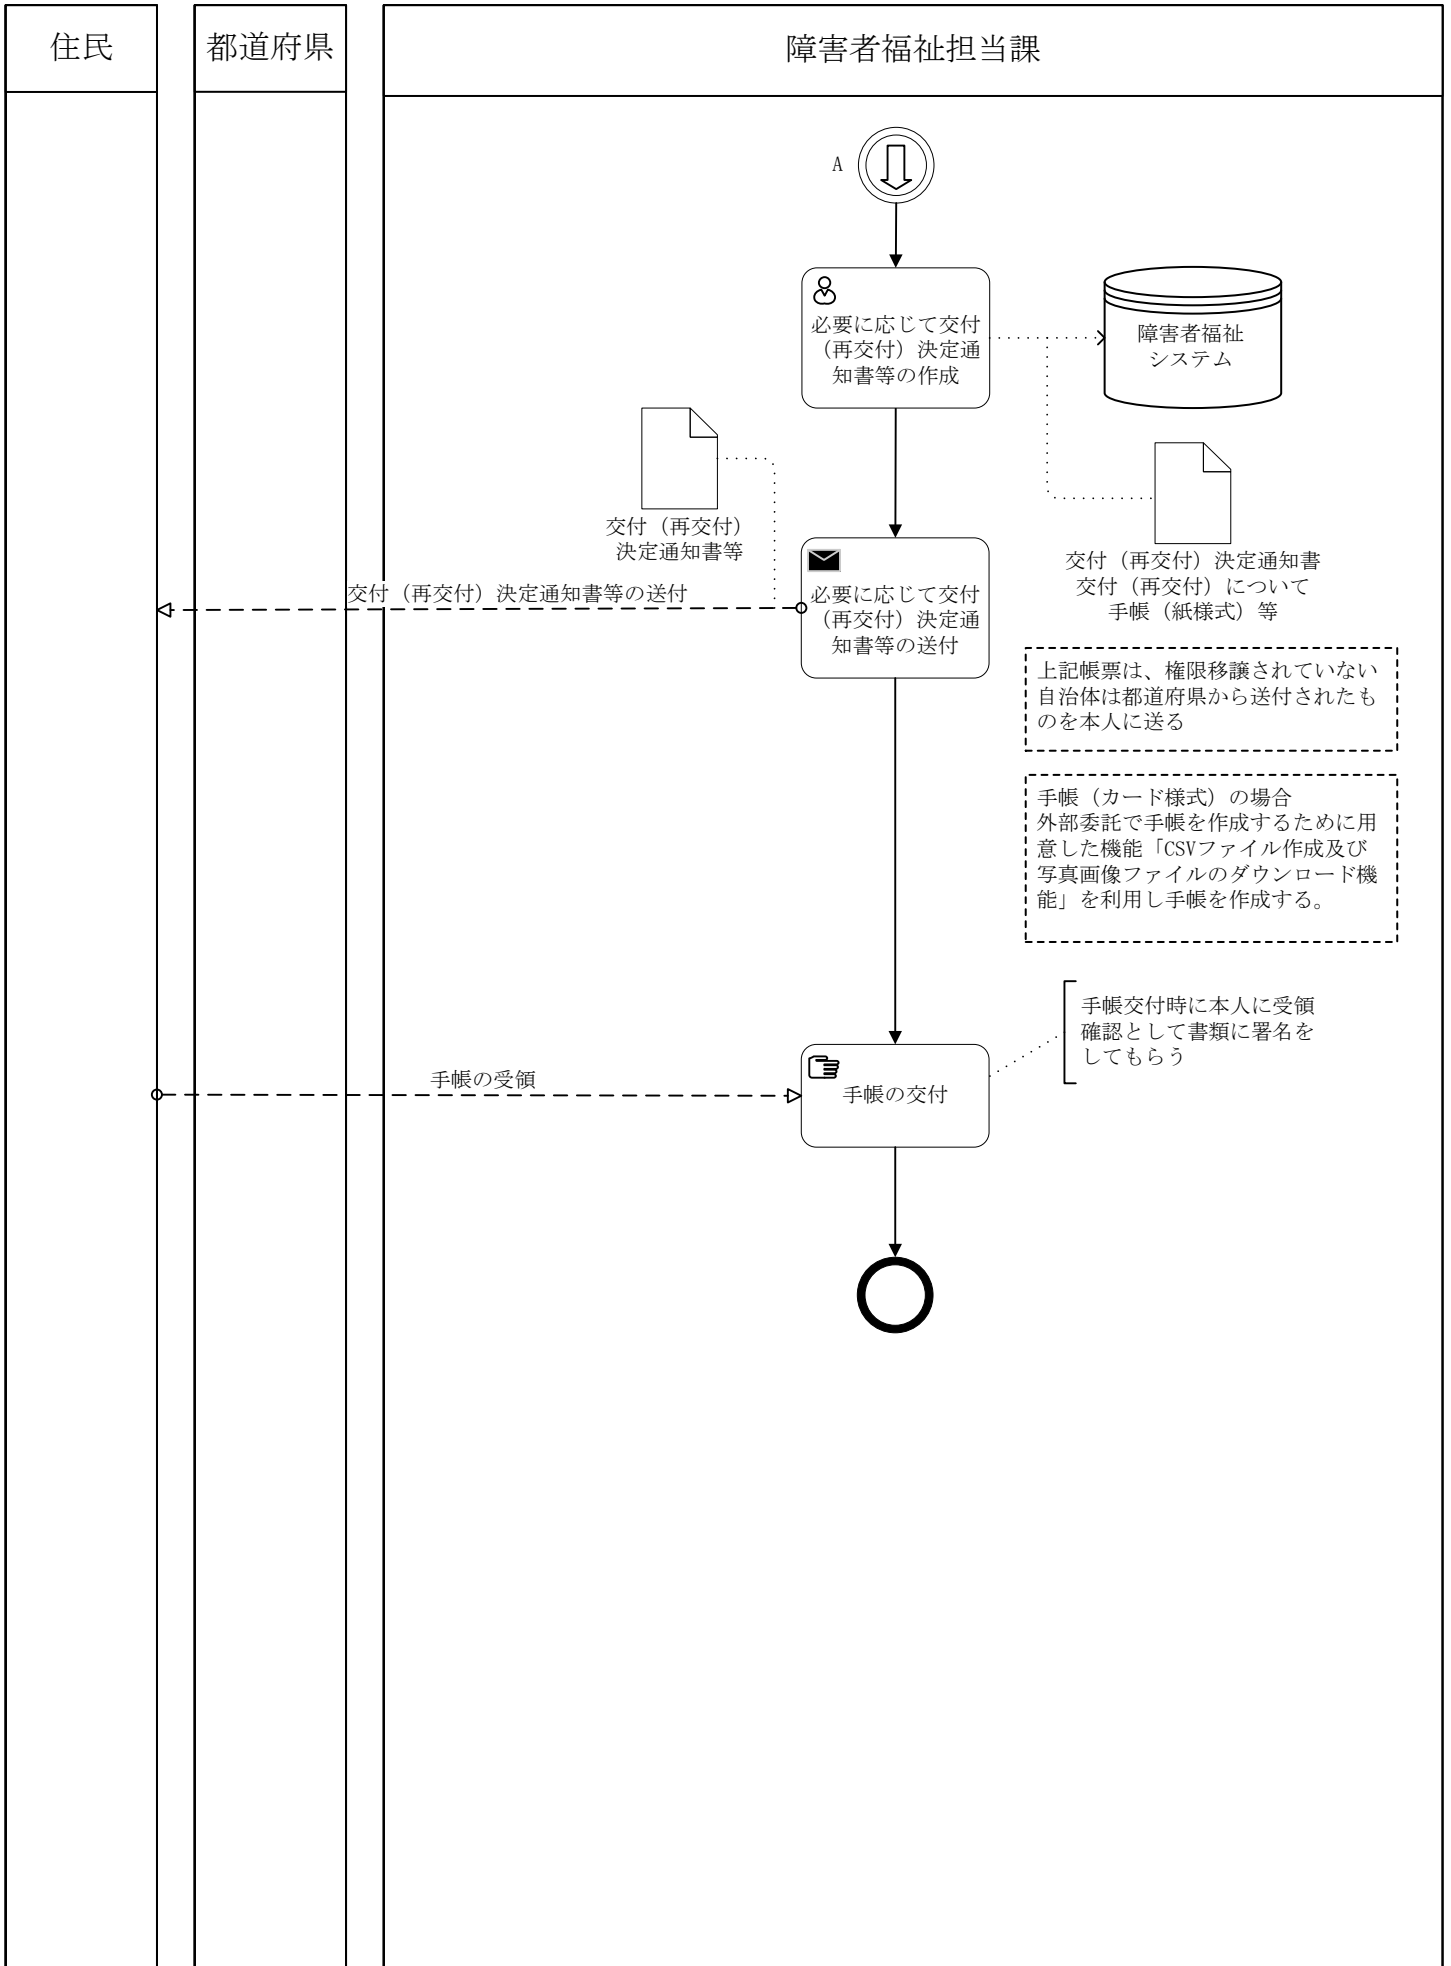 住民
都道府県
障害者福祉担当課
A
必要に応じて交付
（再交付）決定通
知書等の作成
障害者福祉
システム
交付（再交付）
決定通知書等
交付（再交付）決定通知書
交付（再交付）について
手帳（紙様式）等
交付（再交付）決定通知書等の送付
必要に応じて交付
（再交付）決定通
知書等の送付
上記帳票は、権限移譲されていない
自治体は都道府県から送付されたも
のを本人に送る
手帳（カード様式）の場合
外部委託で手帳を作成するために用
意した機能「CSVファイル作成及び
写真画像ファイルのダウンロード機
能」を利用し手帳を作成する。
手帳交付時に本人に受領
確認として書類に署名を
してもらう
手帳の受領
手帳の交付